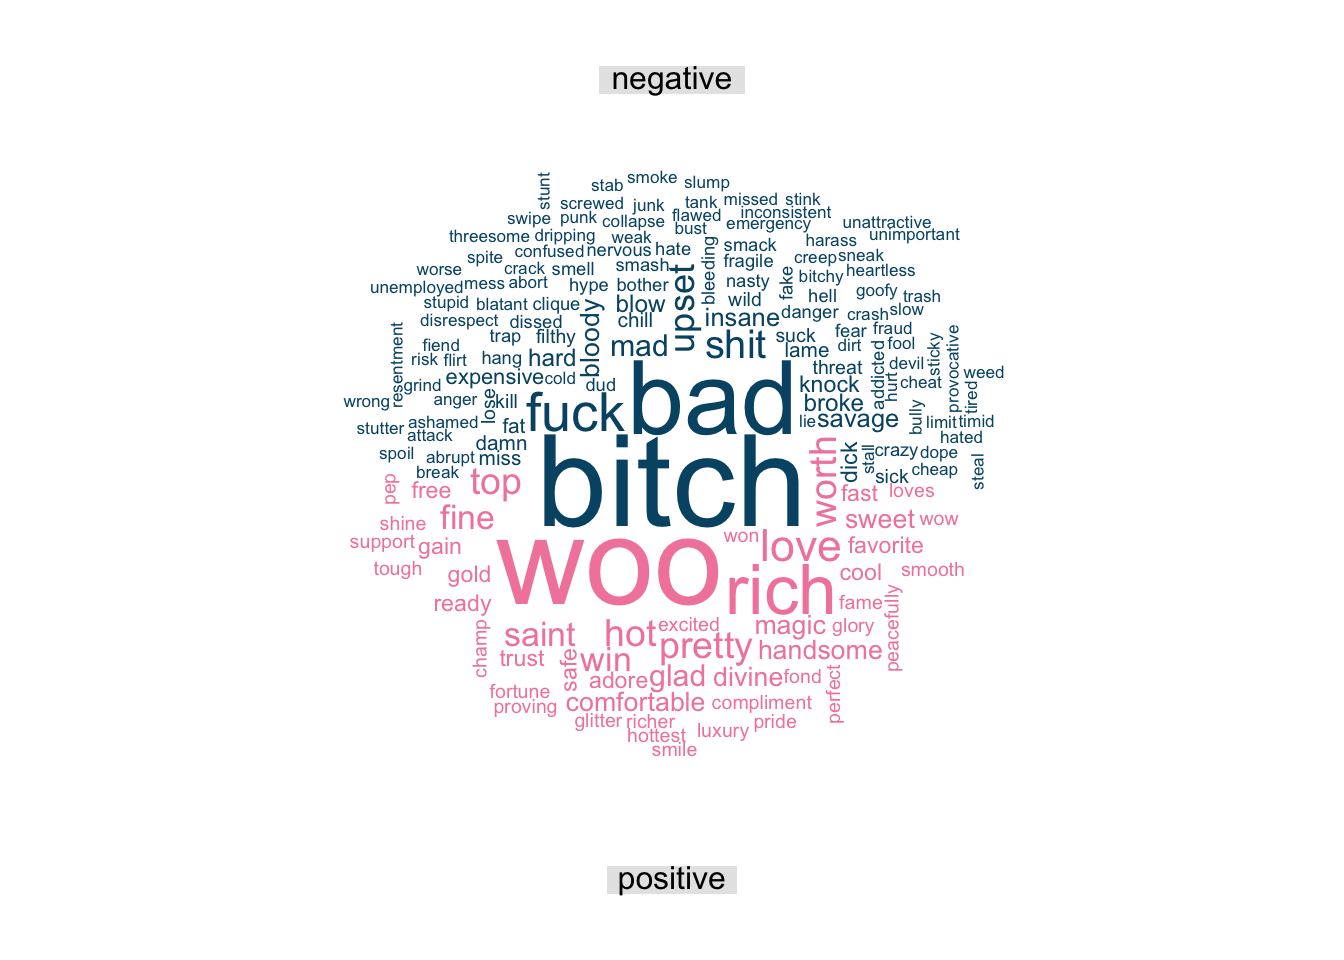 negative
stunt
stab
smoke
slump
screwed
junk
tank
missed
stink
swipe
punk
collapse
flawed
inconsistent
bust
emergency
unattractive
unimportant
threesome
dripping
weak
spite
confused
nervous
hate
bleeding
smack
harass
worse
crack
smell
smash
upset
fragile
creep
sneak
unemployed
mess
abort
hype
bother
nasty
fake
bitchy
heartless
stupid
blatant
clique
bloody
blow
wild
hell
goofy
trash
disrespect
dissed
chill
insane
danger
crash
slow
resentment
fiend
trap
filthy
mad
shit
suck
fear
fraud
risk
flirt
hang
hard
lame
dirt
fool
sticky
provocative
grind
expensive
cold
dud
bad
threat
addicted
hurt
devil
weed
wrong
anger
lose
kill
fuck
knock
cheat
tired
stutter
ashamed
fat
broke
bully
attack
damn
lie
savage
limit
timid
spoil
abrupt
miss
bitch
dick
stall
crazy
dope
hated
break
sick
cheap
steal
pep
free
top
worth
fast
loves
shine
fine
sweet
wow
support
gain
woo
won
love
favorite
tough
gold
rich
cool
smooth
ready
fame
peacefully
champ
saint
hot
excited
magic
glory
trust
safe
win
pretty
handsome
adore
glad
divine
fond
perfect
fortune
proving
comfortable
compliment
glitter
richer
pride
hottest
luxury
smile
positive